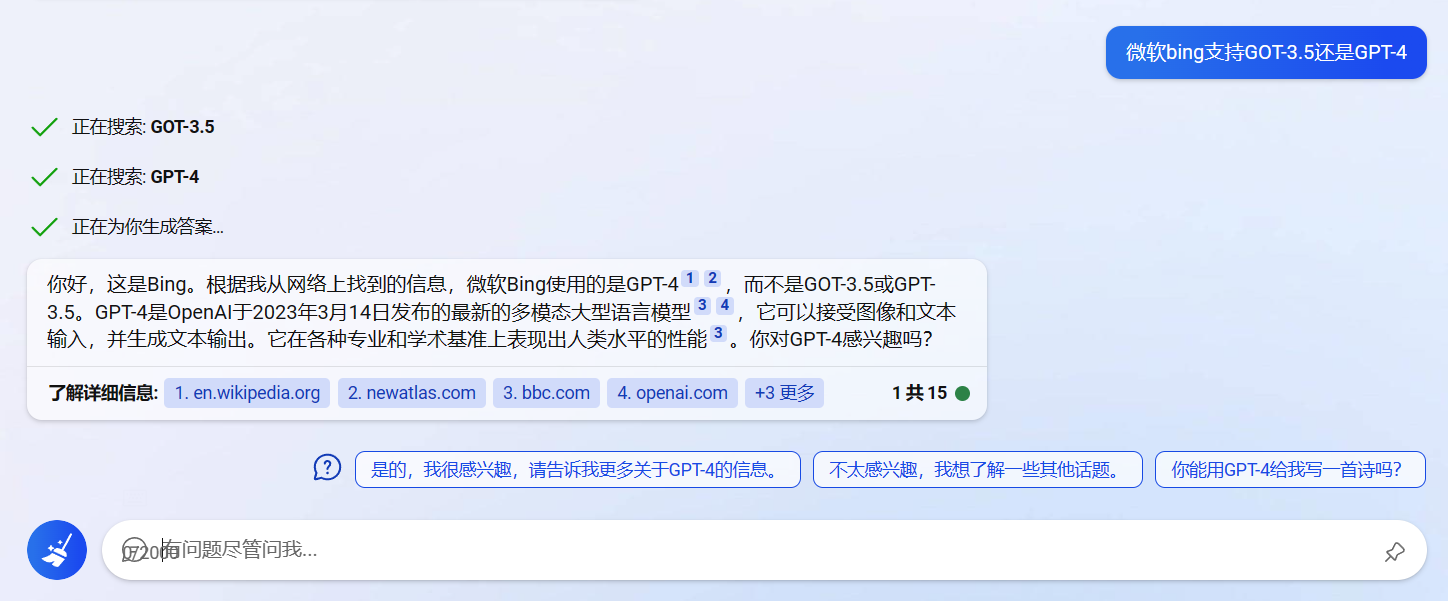 微软bing支持GOT-3.5还是GPT-4
正在搜索: GOT-3.5
正在搜索: GPT-4
正在为你生成答案...
你好，这是Bing。根据我从网络上找到的信息，微软Bing使用的是GPT-4 1 2 ，而不是GOT-3.5或GPT-
3.5。GPT-4是OpenAI于2023年3月14日发布的最新的多模态大型语言模型 3 4 ，它可以接受图像和文本
输入，并生成文本输出。它在各种专业和学术基准上表现出人类水平的性能 3 。你对GPT-4感兴趣吗？
了解详细信息: 1. en.wikipedia.org 2. newatlas.com 3. bbc.com 4. openai.com +3 更多 1 共 15
是的，我很感兴趣，请告诉我更多关于GPT-4的信息。 不太感兴趣，我想了解一些其他话题。 你能用GPT-4给我写一首诗吗？
0/2000 有问题尽管问我...